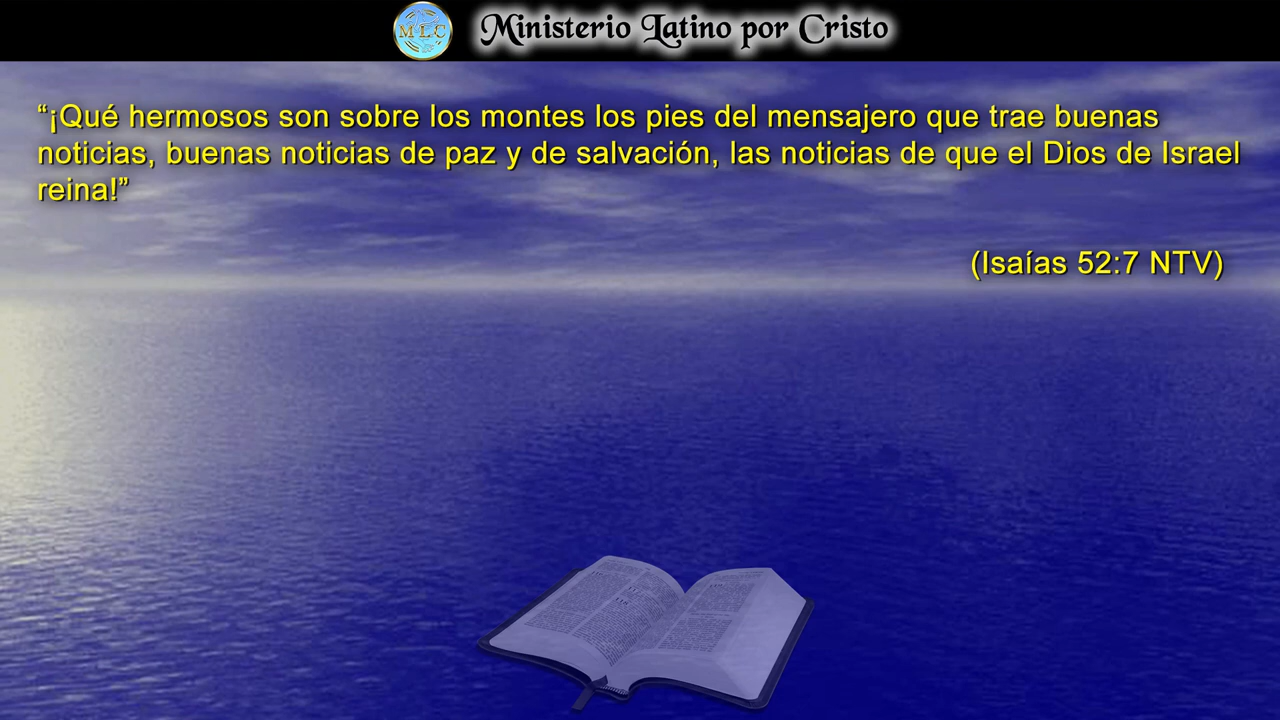 MLC Ministerio Latino por Cristo
“¡Qué hermosos son sobre los montes los pies del mensajero que trae buenas
noticias, buenas noticias de paz y de salvación, las noticias de que el Dios de Israel
reina!”
(Isaías 52:7 NTV)